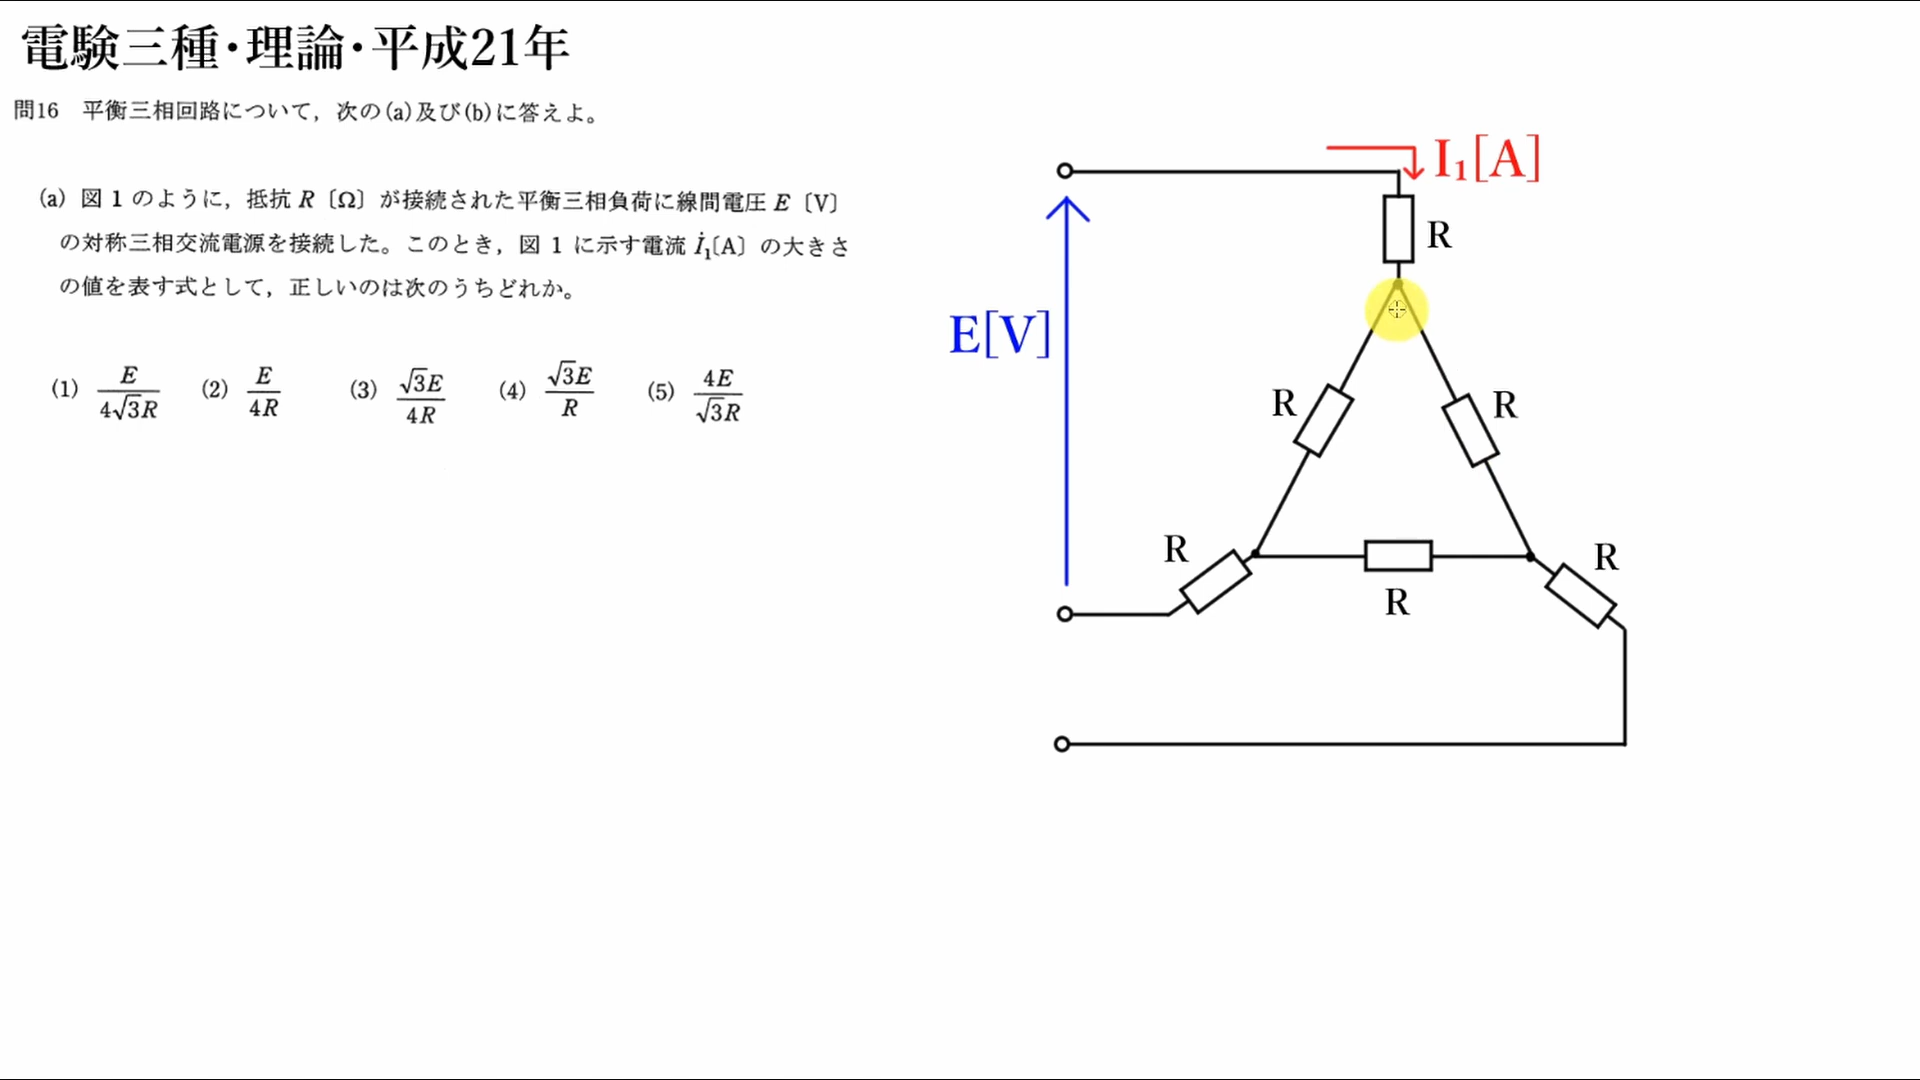 電験三種・理論・平成21年
問16 平衡三相回路について，次の(a)及び(b)に答えよ。
(a) 図1のように，抵抗 R〔Ω〕が接続された平衡三相負荷に線間電圧 E〔V〕
の対称三相交流電源を接続した。このとき，図1に示す電流 İ₁〔A〕の大きさ
の値を表す式として，正しいのは次のうちどれか。
(1) E/(4√3R) (2) E/(4R) (3) √3E/(4R) (4) √3E/R (5) 4E/(√3R)
I₁[A]
R
E[V]
R R
R R
R